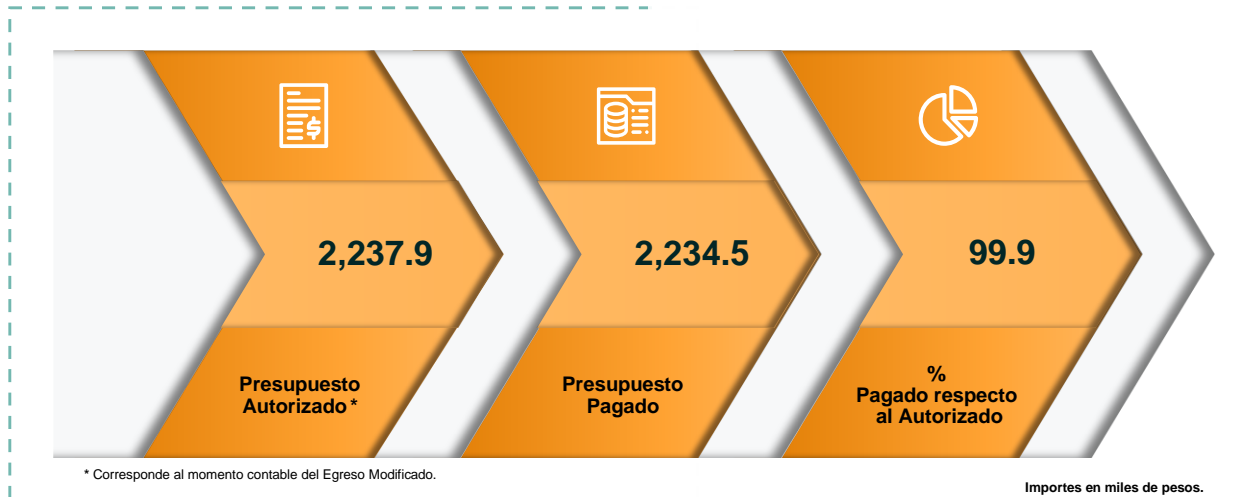 2,237.9
2,234.5
99.9
Presupuesto
Autorizado *
Presupuesto
Pagado
%
Pagado respecto
al Autorizado
* Corresponde al momento contable del Egreso Modificado.
Importes en miles de pesos.